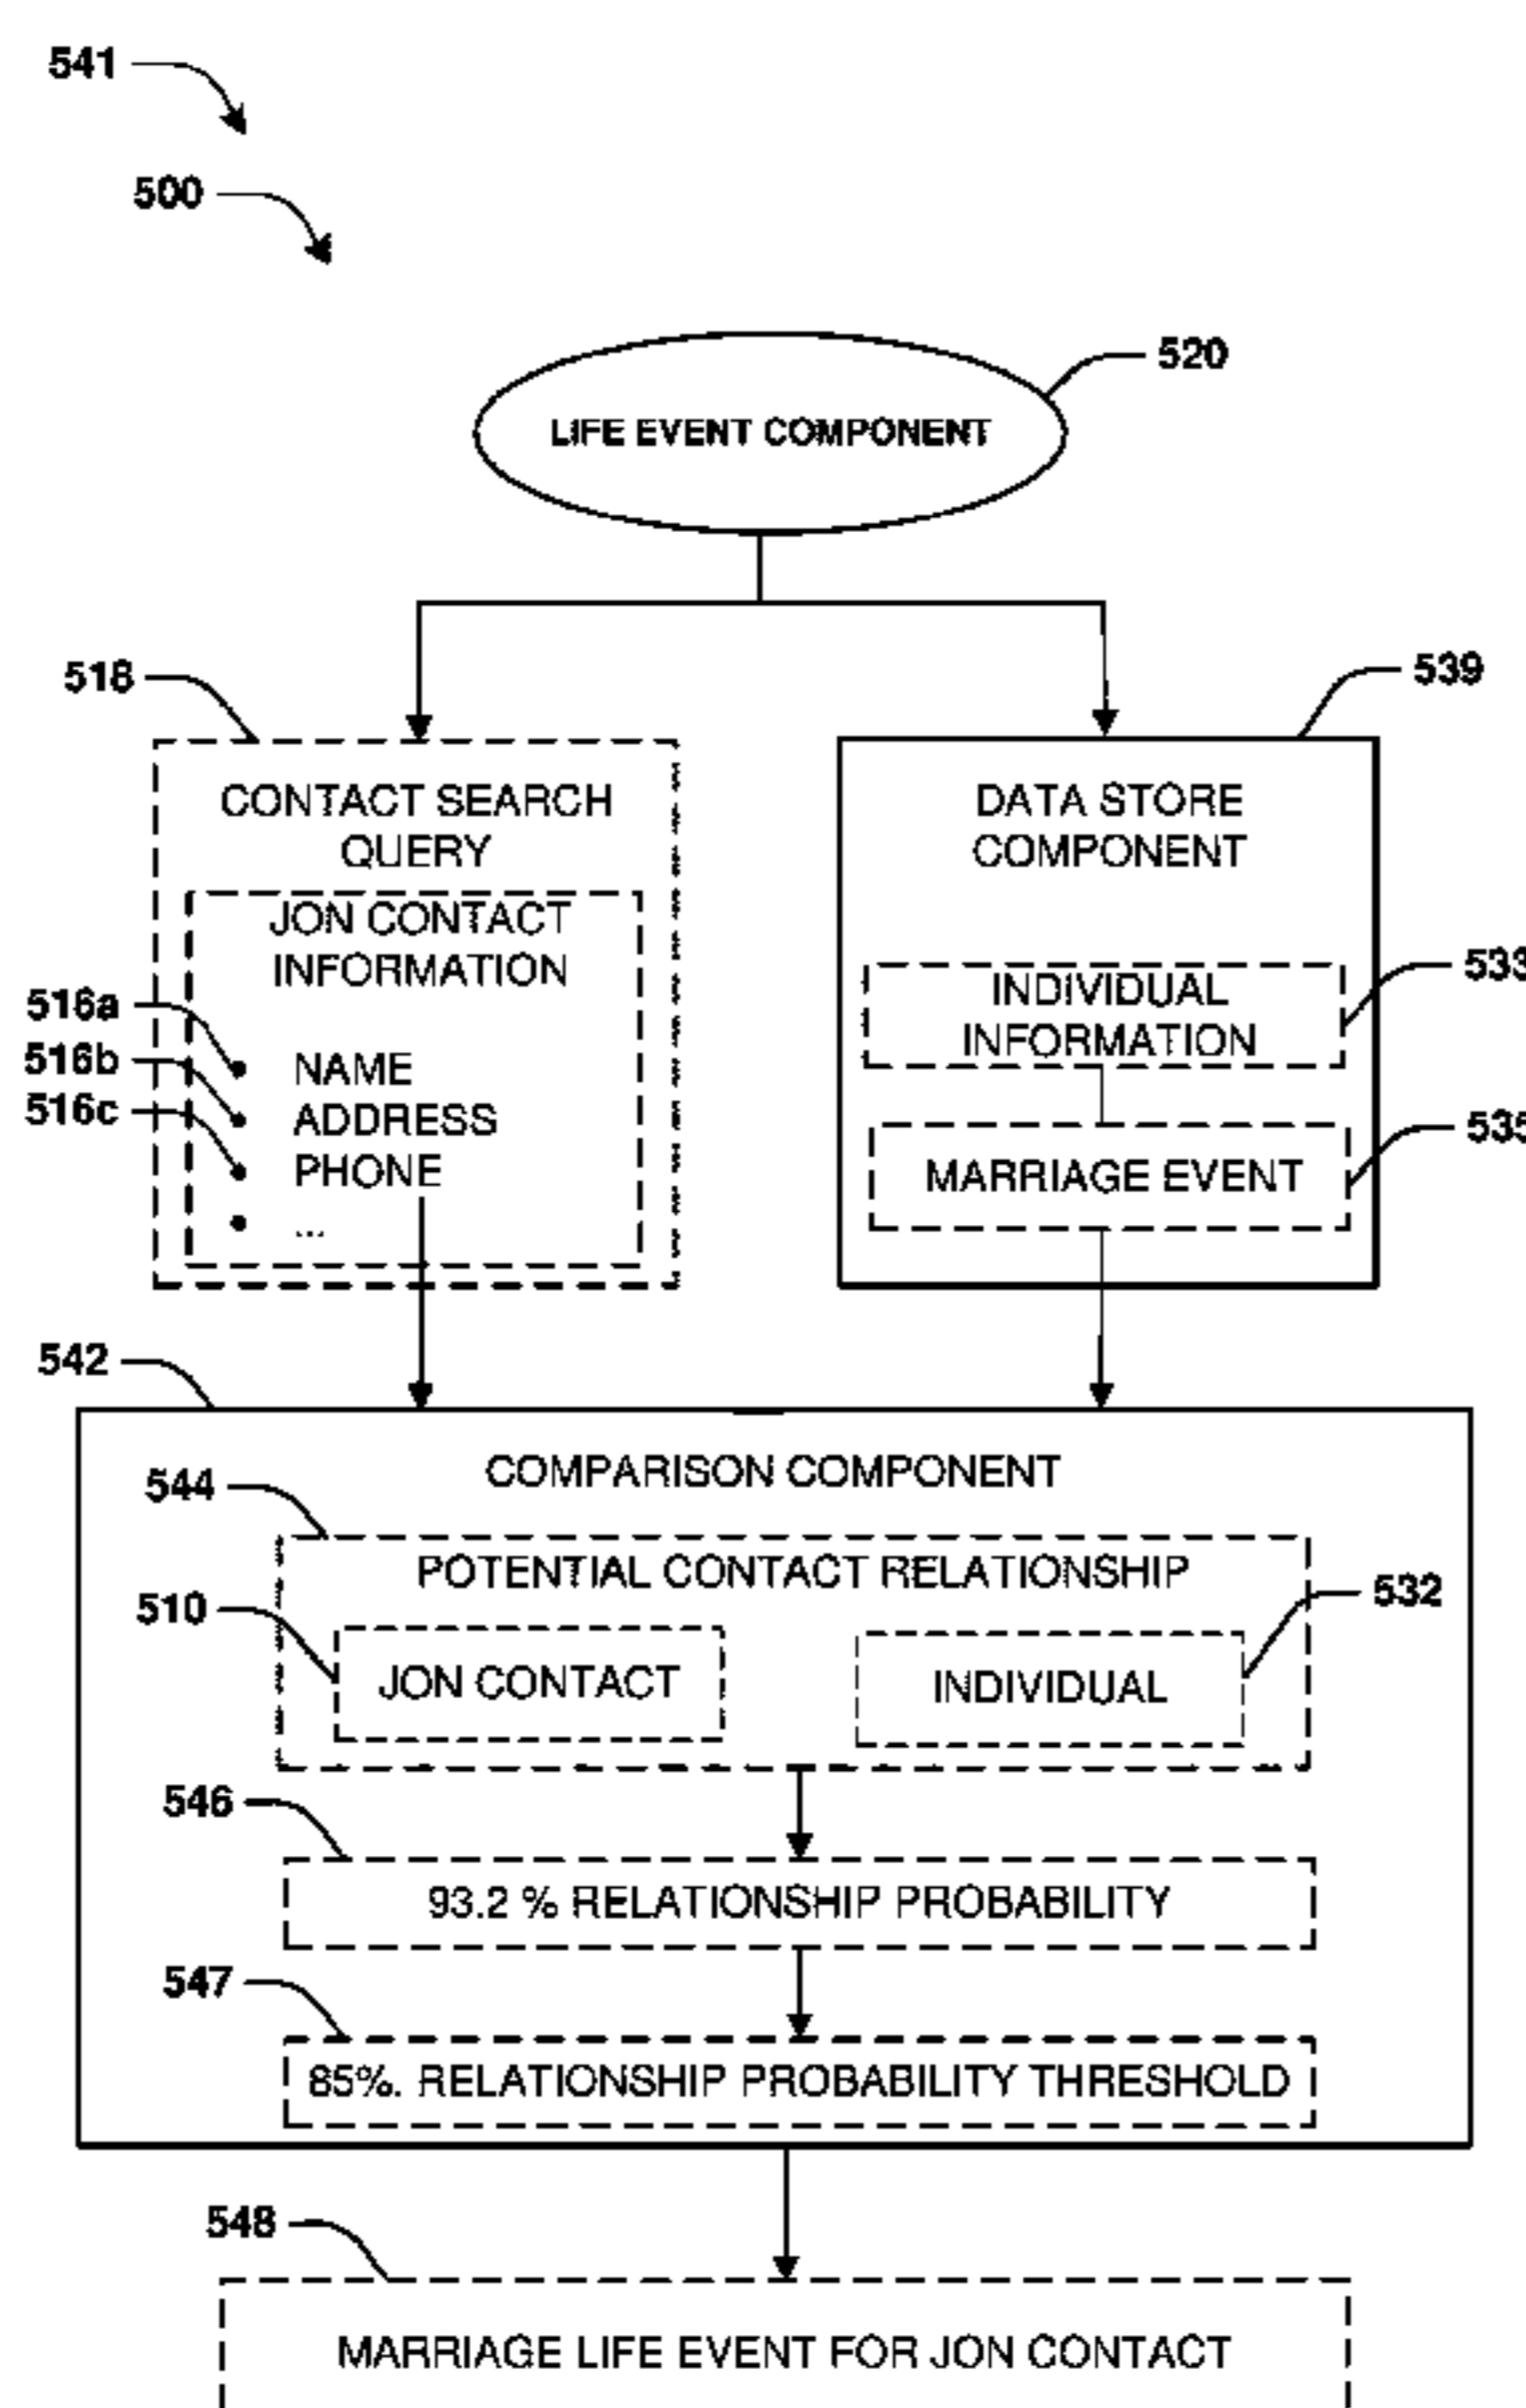 541
500
520
LIFE EVENT COMPONENT
518
539
CONTACT SEARCH
QUERY
DATA STORE
COMPONENT
JON CONTACT
INFORMATION
533
INDIVIDUAL
INFORMATION
516a
516b
516c
• NAME
• ADDRESS
• PHONE
• ...
535
MARRIAGE EVENT
542
COMPARISON COMPONENT
544
POTENTIAL CONTACT RELATIONSHIP
510
532
JON CONTACT
INDIVIDUAL
546
93.2 % RELATIONSHIP PROBABILITY
547
85%. RELATIONSHIP PROBABILITY THRESHOLD
548
MARRIAGE LIFE EVENT FOR JON CONTACT